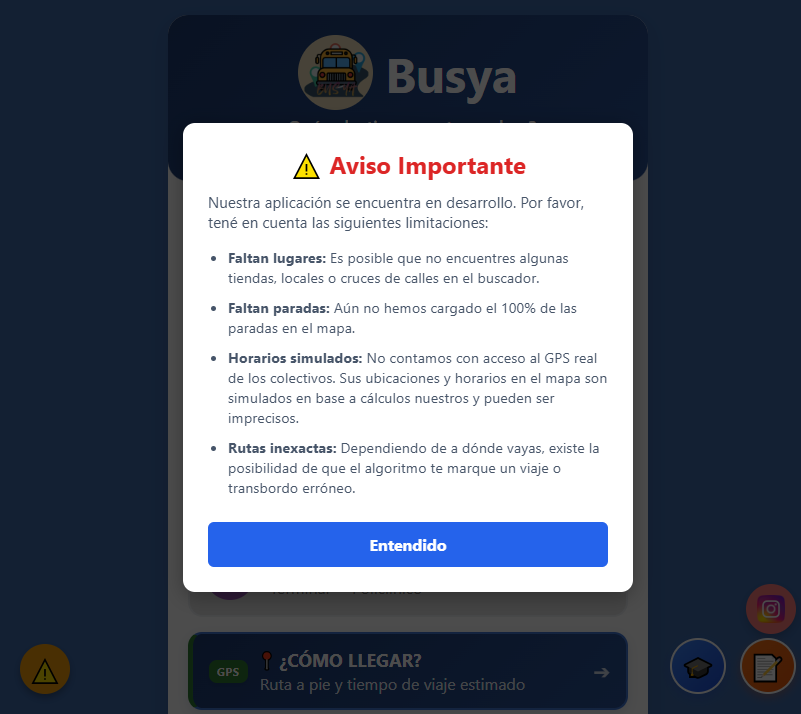 Busya
⚠ Aviso Importante
Nuestra aplicación se encuentra en desarrollo. Por favor,
tené en cuenta las siguientes limitaciones:
• Faltan lugares: Es posible que no encuentres algunas
tiendas, locales o cruces de calles en el buscador.
• Faltan paradas: Aún no hemos cargado el 100% de las
paradas en el mapa.
• Horarios simulados: No contamos con acceso al GPS real
de los colectivos. Sus ubicaciones y horarios en el mapa son
simulados en base a cálculos nuestros y pueden ser
imprecisos.
• Rutas inexactas: Dependiendo de a dónde vayas, existe la
posibilidad de que el algoritmo te marque un viaje o
transbordo erróneo.
Entendido
GPS
📍¿CÓMO LLEGAR?
Ruta a pie y tiempo de viaje estimado
→